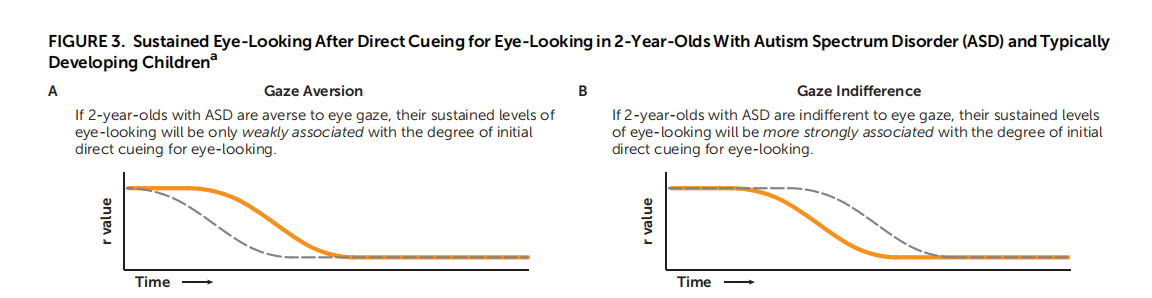 FIGURE 3. Sustained Eye-Looking After Direct Cueing for Eye-Looking in 2-Year-Olds With Autism Spectrum Disorder (ASD) and Typically
Developing Childrenª
A
Gaze Aversion
If 2-year-olds with ASD are averse to eye gaze, their sustained levels of
eye-looking will be only weakly associated with the degree of initial
direct cueing for eye-looking.
r value
Time
B
Gaze Indifference
If 2-year-olds with ASD are indifferent to eye gaze, their sustained levels
of eye-looking will be more strongly associated with the degree of initial
direct cueing for eye-looking.
r value
Time